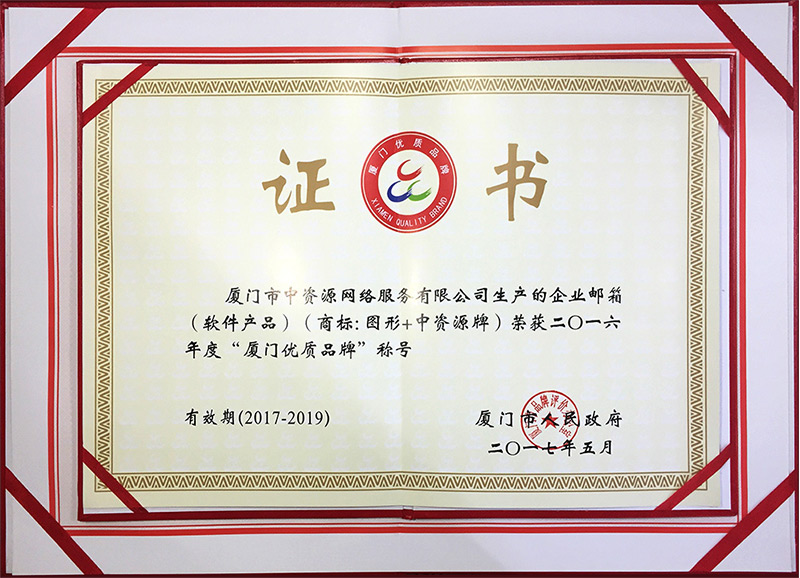 证 书
厦门优质品牌
XIAMEN QUALITY BRAND
厦门市中资源网络服务有限公司生产的企业邮箱
（软件产品）（商标：图形+中资源牌）荣获二〇一六
年度“厦门优质品牌”称号
有效期(2017-2019)
厦门市人民政府
二〇一七年五月
品牌评价